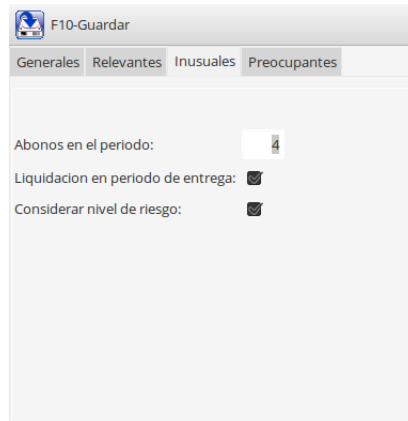 F10-Guardar
Generales Relevantes Inusuales Preocupantes
Abonos en el periodo: 4
Liquidacion en periodo de entrega:
Considerar nivel de riesgo: